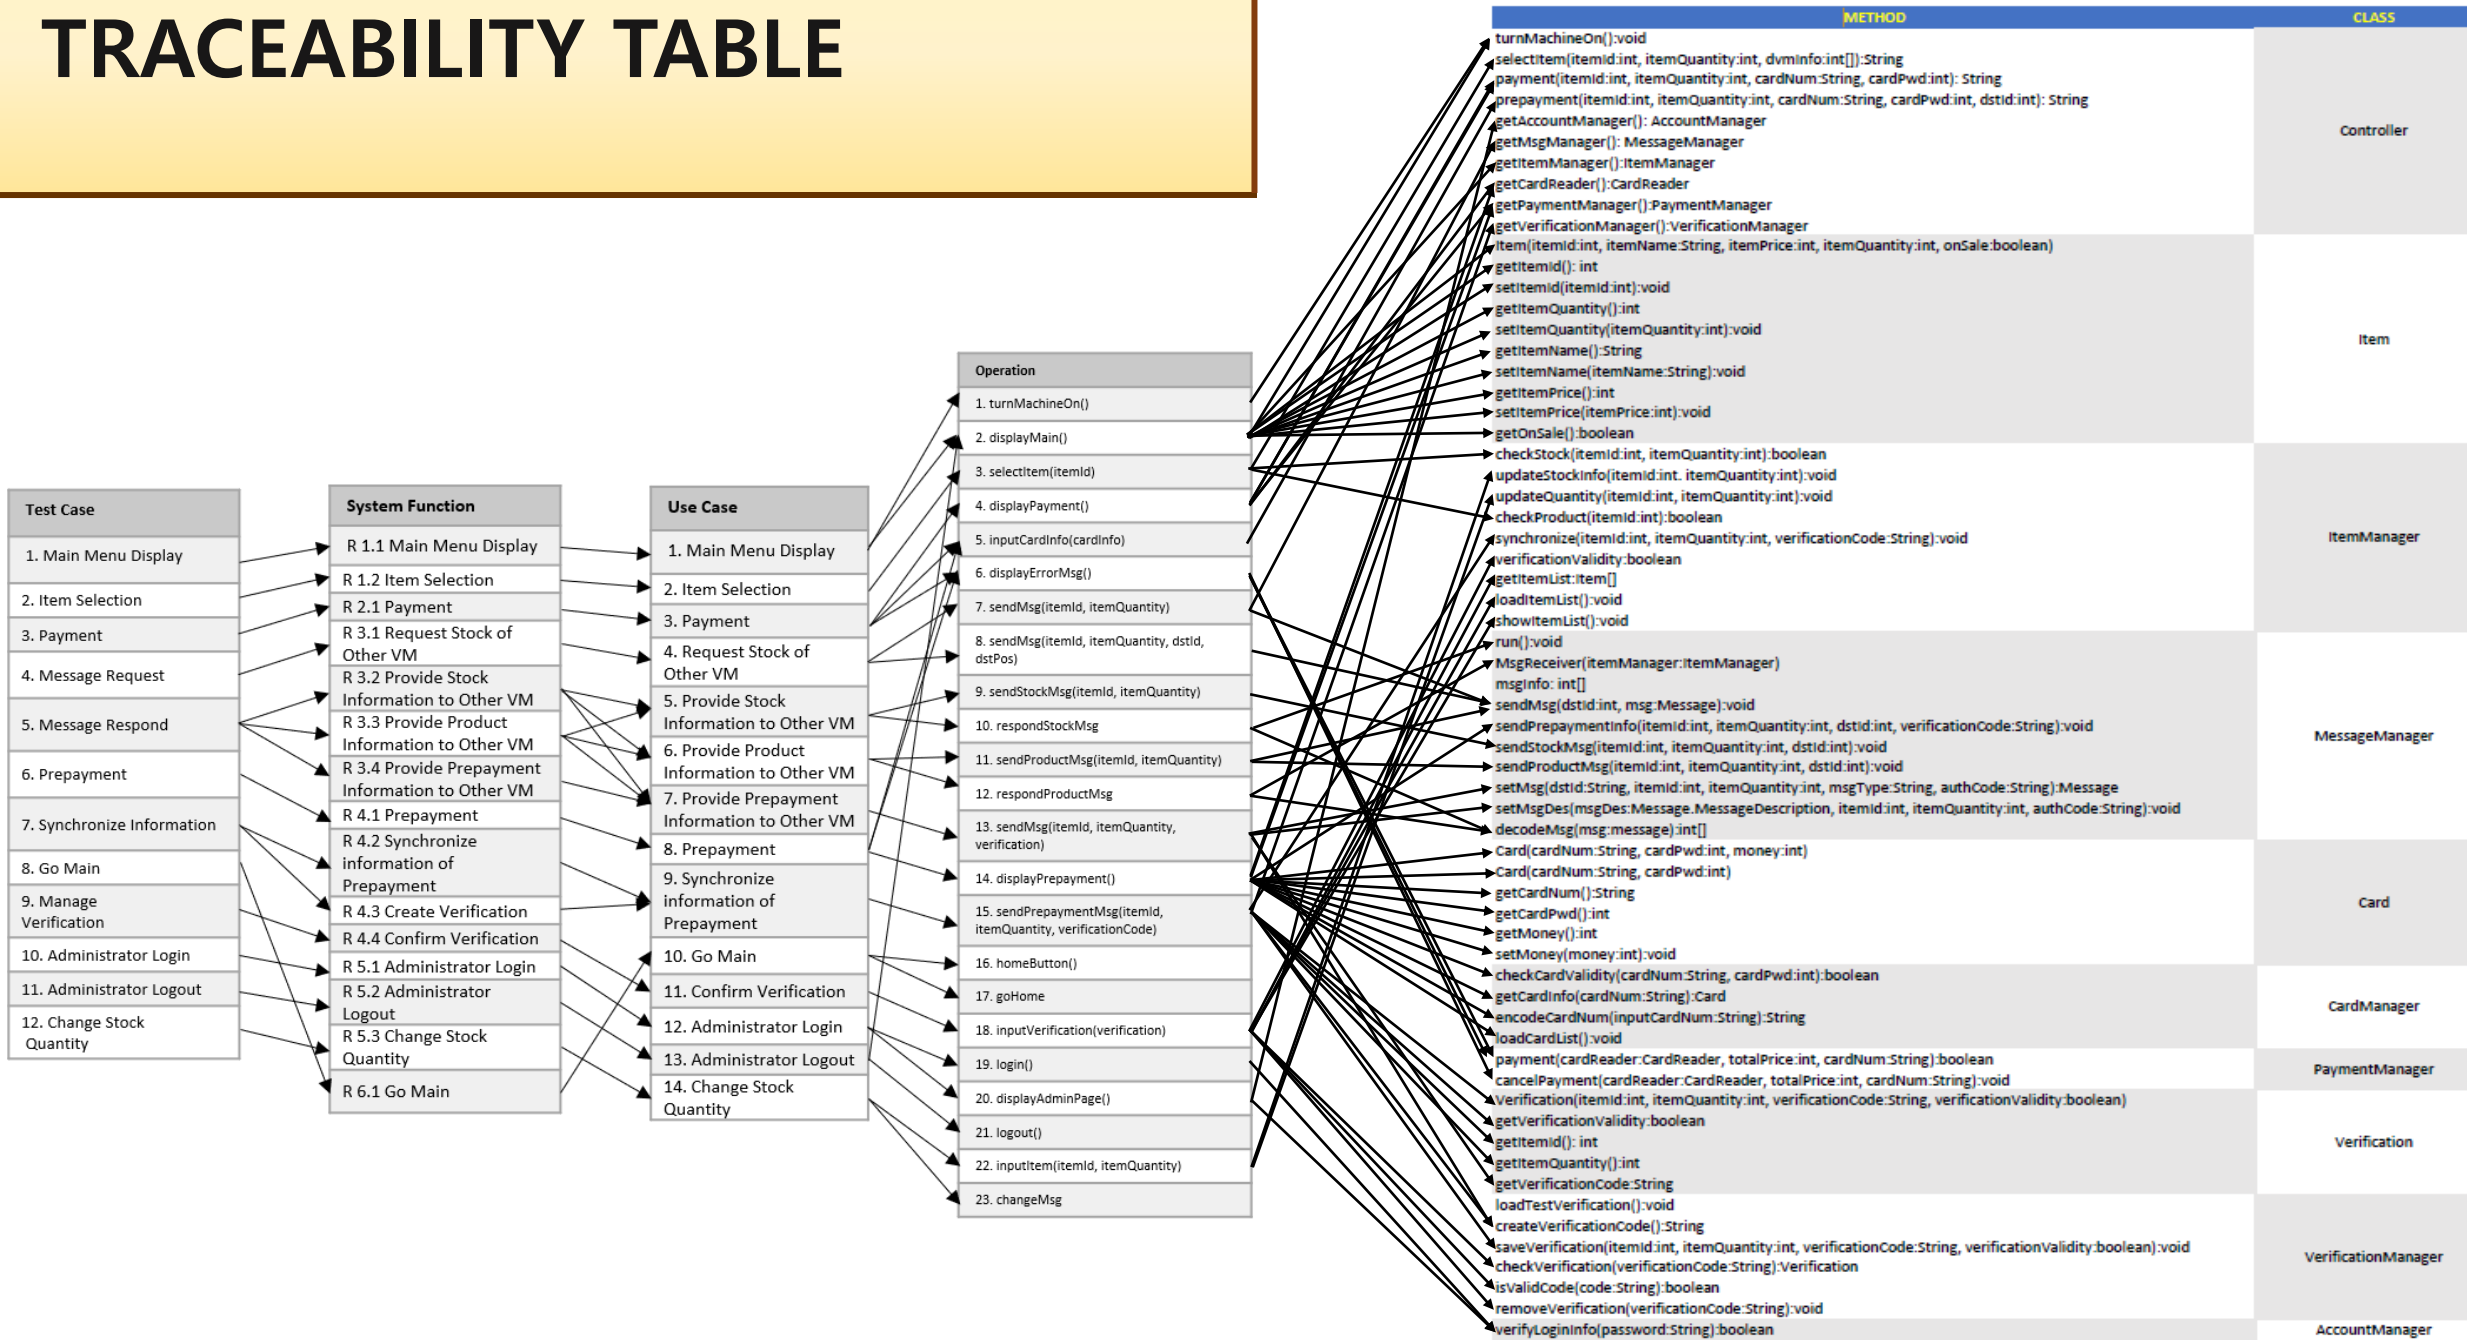 TRACEABILITY TABLE
Test Case
1. Main Menu Display
2. Item Selection
3. Payment
4. Message Request
5. Message Respond
6. Prepayment
7. Synchronize Information
8. Go Main
9. Manage
Verification
10. Administrator Login
11. Administrator Logout
12. Change Stock
Quantity
System Function
R 1.1 Main Menu Display
R 1.2 Item Selection
R 2.1 Payment
R 3.1 Request Stock of
Other VM
R 3.2 Provide Stock
Information to Other VM
R 3.3 Provide Product
Information to Other VM
R 3.4 Provide Prepayment
Information to Other VM
R 4.1 Prepayment
R 4.2 Synchronize
information of
Prepayment
R 4.3 Create Verification
R 4.4 Confirm Verification
R 5.1 Administrator Login
R 5.2 Administrator
Logout
R 5.3 Change Stock
Quantity
R 6.1 Go Main
Use Case
1. Main Menu Display
2. Item Selection
3. Payment
4. Request Stock of
Other VM
5. Provide Stock
Information to Other VM
6. Provide Product
Information to Other VM
7. Provide Prepayment
Information to Other VM
8. Prepayment
9. Synchronize
information of
Prepayment
10. Go Main
11. Confirm Verification
12. Administrator Login
13. Administrator Logout
14. Change Stock
Quantity
Operation
1. turnMachineOn()
2. displayMain()
3. selectItem(itemId)
4. displayPayment()
5. inputCardInfo(cardInfo)
6. displayErrorMsg()
7. sendMsg(itemId, itemQuantity)
8. sendMsg(itemId, itemQuantity, dstId,
dstPos)
9. sendStockMsg(itemId, itemQuantity)
10. respondStockMsg
11. sendProductMsg(itemId, itemQuantity)
12. respondProductMsg
13. sendMsg(itemId, itemQuantity,
verification)
14. displayPrepayment()
15. sendPrepaymentMsg(itemId,
itemQuantity, verificationCode)
16. homeButton()
17. goHome
18. inputVerification(verification)
19. login()
20. displayAdminPage()
21. logout()
22. inputItem(itemId, itemQuantity)
23. changeMsg
METHOD
CLASS
turnMachineOn():void
selectItem(itemId:int, itemQuantity:int, dvmInfo:int[]):String
payment(itemId:int, itemQuantity:int, cardNum:String, cardPwd:int): String
prepayment(itemId:int, itemQuantity:int, cardNum:String, cardPwd:int, dstId:int): String
getAccountManager(): AccountManager
getMsgManager(): MessageManager
getItemManager():ItemManager
getCardReader():CardReader
getPaymentManager():PaymentManager
getVerificationManager():VerificationManager
Controller
Item(itemId:int, itemName:String, itemPrice:int, itemQuantity:int, onSale:boolean)
getItemId(): int
setItemId(itemId:int):void
getItemQuantity():int
setItemQuantity(itemQuantity:int):void
getItemName():String
setItemName(itemName:String):void
getItemPrice():int
setItemPrice(itemPrice:int):void
getOnSale():boolean
Item
checkStock(itemId:int, itemQuantity:int):boolean
updateStockInfo(itemId:int. itemQuantity:int):void
updateQuantity(itemId:int, itemQuantity:int):void
checkProduct(itemId:int):boolean
synchronize(itemId:int, itemQuantity:int, verificationCode:String):void
verificationValidity:boolean
getItemList:Item[]
loadItemList():void
showItemList():void
ItemManager
run():void
MsgReceiver(itemManager:ItemManager)
msgInfo: int[]
sendMsg(dstId:int, msg:Message):void
sendPrepaymentInfo(itemId:int, itemQuantity:int, dstId:int, verificationCode:String):void
sendStockMsg(itemId:int, itemQuantity:int, dstId:int):void
sendProductMsg(itemId:int, itemQuantity:int, dstId:int):void
setMsg(dstId:String, itemId:int, itemQuantity:int, msgType:String, authCode:String):Message
setMsgDes(msgDes:Message.MessageDescription, itemId:int, itemQuantity:int, authCode:String):void
decodeMsg(msg:message):int[]
MessageManager
Card(cardNum:String, cardPwd:int, money:int)
Card(cardNum:String, cardPwd:int)
getCardNum():String
getCardPwd():int
getMoney():int
setMoney(money:int):void
Card
checkCardValidity(cardNum:String, cardPwd:int):boolean
getCardInfo(cardNum:String):Card
encodeCardNum(inputCardNum:String):String
loadCardList():void
CardManager
payment(cardReader:CardReader, totalPrice:int, cardNum:String):boolean
cancelPayment(cardReader:CardReader, totalPrice:int, cardNum:String):void
PaymentManager
Verification(itemId:int, itemQuantity:int, verificationCode:String, verificationValidity:boolean)
getVerificationValidity:boolean
getItemId(): int
getItemQuantity():int
getVerificationCode:String
Verification
loadTestVerification():void
createVerificationCode():String
saveVerification(itemId:int, itemQuantity:int, verificationCode:String, verificationValidity:boolean):void
checkVerification(verificationCode:String):Verification
isValidCode(code:String):boolean
removeVerification(verificationCode:String):void
VerificationManager
verifyLoginInfo(password:String):boolean
AccountManager